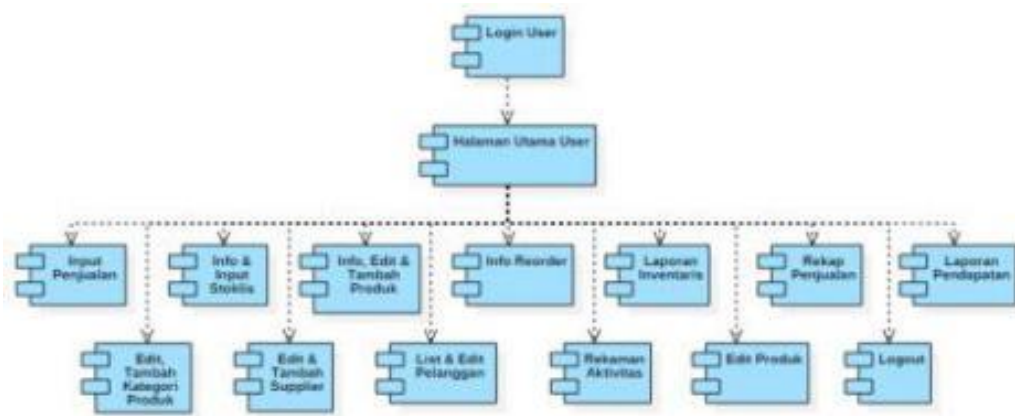 Login User
Halaman Utama User
Input
Penjualan
Info &
Input
Stoklis
Info, Edit &
Tambah
Produk
Info Reorder
Laporan
Inventaris
Rekap
Penjualan
Laporan
Pendapatan
Edit,
Tambah
Kategori
Produk
Edit &
Tambah
Supplier
List & Edit
Pelanggan
Rekaman
Aktivitas
Edit Produk
Logout